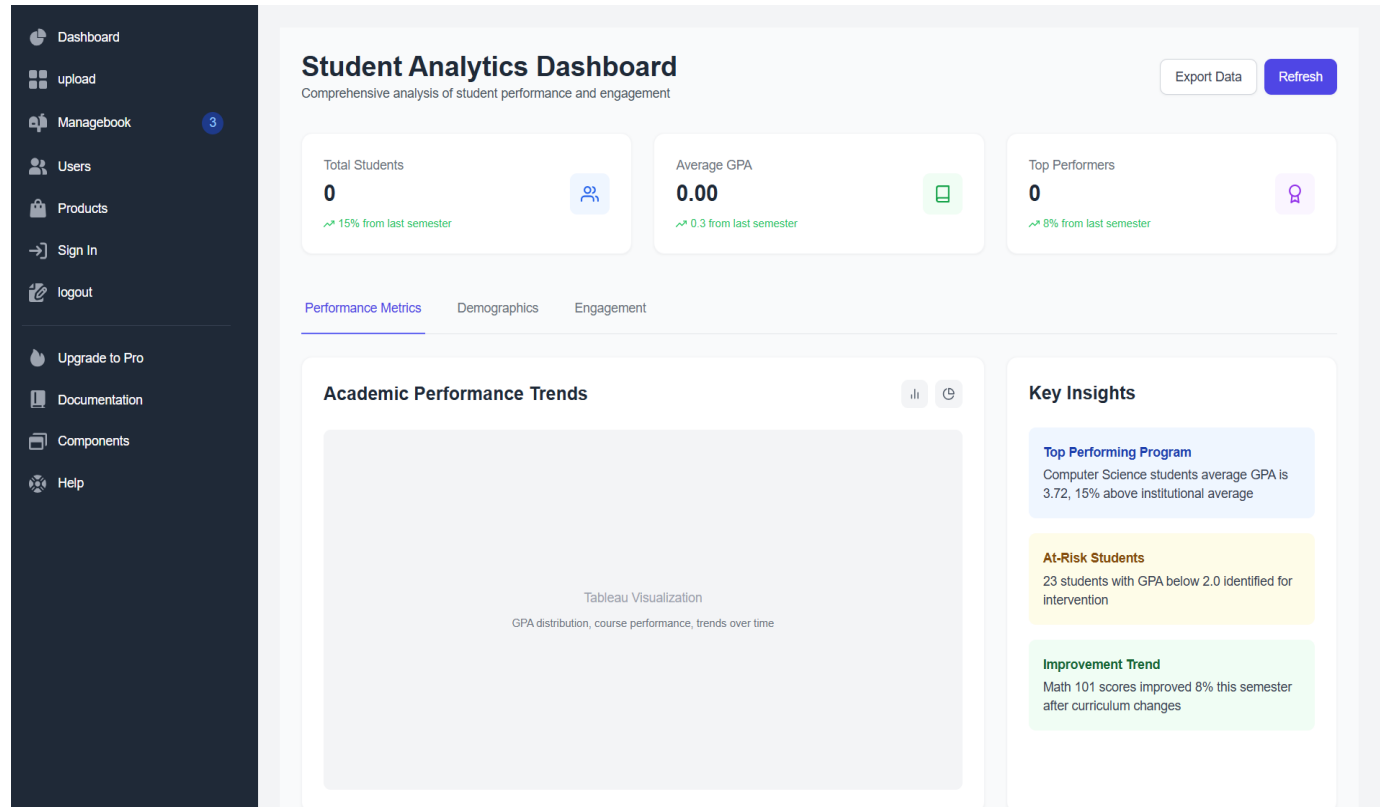 Dashboard
upload
Managebook 3
Users
Products
Sign In
logout
Upgrade to Pro
Documentation
Components
Help
Student Analytics Dashboard
Comprehensive analysis of student performance and engagement
Export Data
Refresh
Total Students
0
15% from last semester
Average GPA
0.00
0.3 from last semester
Top Performers
0
8% from last semester
Performance Metrics
Demographics
Engagement
Academic Performance Trends
Tableau Visualization
GPA distribution, course performance, trends over time
Key Insights
Top Performing Program
Computer Science students average GPA is
3.72, 15% above institutional average
At-Risk Students
23 students with GPA below 2.0 identified for
intervention
Improvement Trend
Math 101 scores improved 8% this semester
after curriculum changes